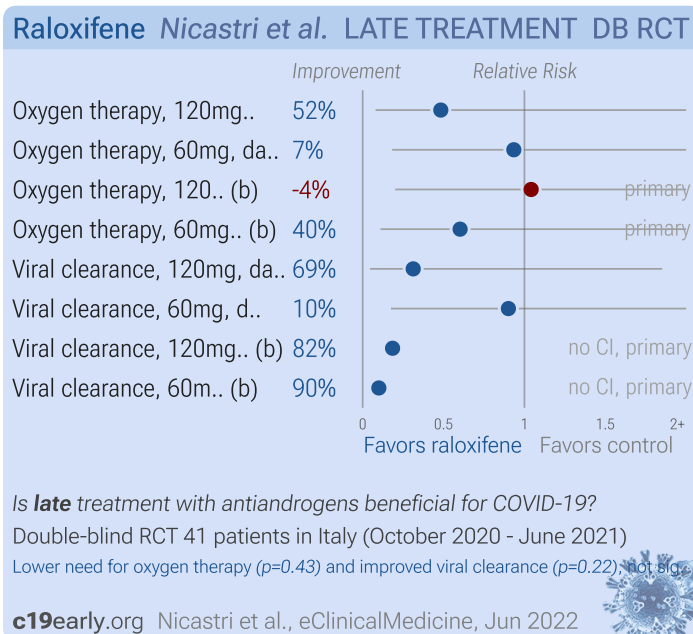 Raloxifene Nicastri et al. LATE TREATMENT DB RCT
Improvement Relative Risk
Oxygen therapy, 120mg.. 52%
Oxygen therapy, 60mg, da.. 7%
Oxygen therapy, 120.. (b) -4% primary
Oxygen therapy, 60mg.. (b) 40% primary
Viral clearance, 120mg, da.. 69%
Viral clearance, 60mg, d.. 10%
Viral clearance, 120mg.. (b) 82% no CI, primary
Viral clearance, 60m.. (b) 90% no CI, primary
0 0.5 1 1.5 2+
Favors raloxifene Favors control
Is late treatment with antiandrogens beneficial for COVID-19?
Double-blind RCT 41 patients in Italy (October 2020 - June 2021)
Lower need for oxygen therapy (p=0.43) and improved viral clearance (p=0.22), not sig.
c19early.org Nicastri et al., eClinicalMedicine, Jun 2022